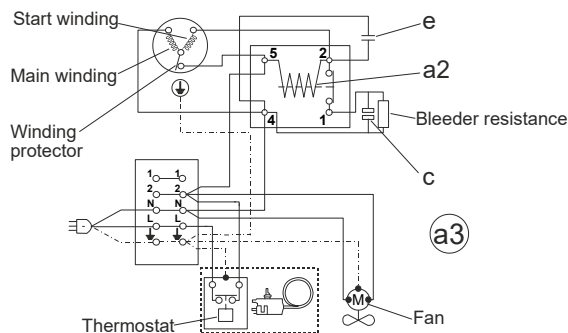 Start winding
e
5 2
a2
Main winding
Winding
protector
4 1
Bleeder resistance
c
1 1
2 2
N N
L L
a3
M
Thermostat
Fan